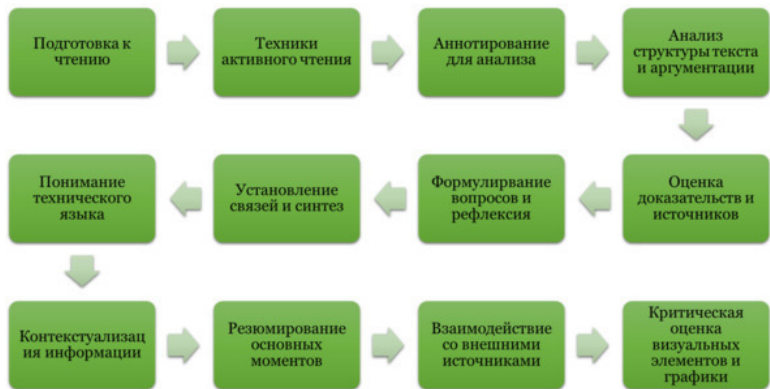 Подготовка к
чтению
Техники
активного чтения
Аннотирование
для анализа
Анализ
структуры текста
и аргументации
Оценка
доказательств и
источников
Формулирвание
вопросов и
рефлексия
Установление
связей и синтез
Понимание
технического
языка
Контекстуализац
ия информации
Резюмирование
основных
моментов
Взаимодействие
со внешними
источниками
Критическая
оценка
визуальных
элементов и
графики